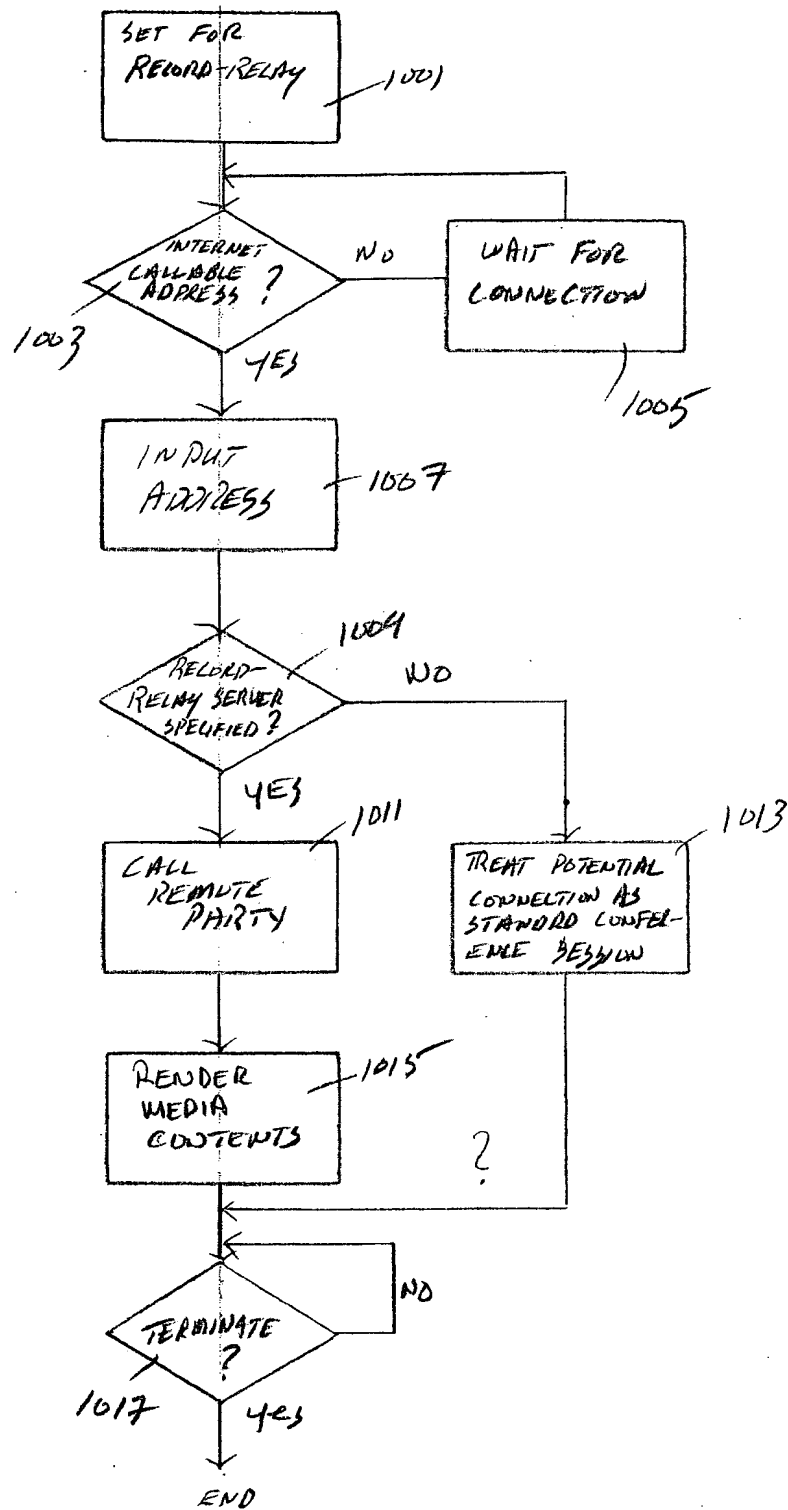 SET FOR
RECORD-RELAY
1001
INTERNET
CALLABLE
ADDRESS ?
1003
NO
WAIT FOR
CONNECTION
1005
YES
INPUT
ADDRESS
1007
RECORD-
RELAY SERVER
SPECIFIED ?
1009
NO
YES
CALL
REMOTE
PARTY
1011
TREAT POTENTIAL
CONNECTION AS
STANDRD CONFER-
ENCE SESSION
1013
RENDER
MEDIA
CONTENTS
1015
?
TERMINATE
?
1017
NO
yes
END